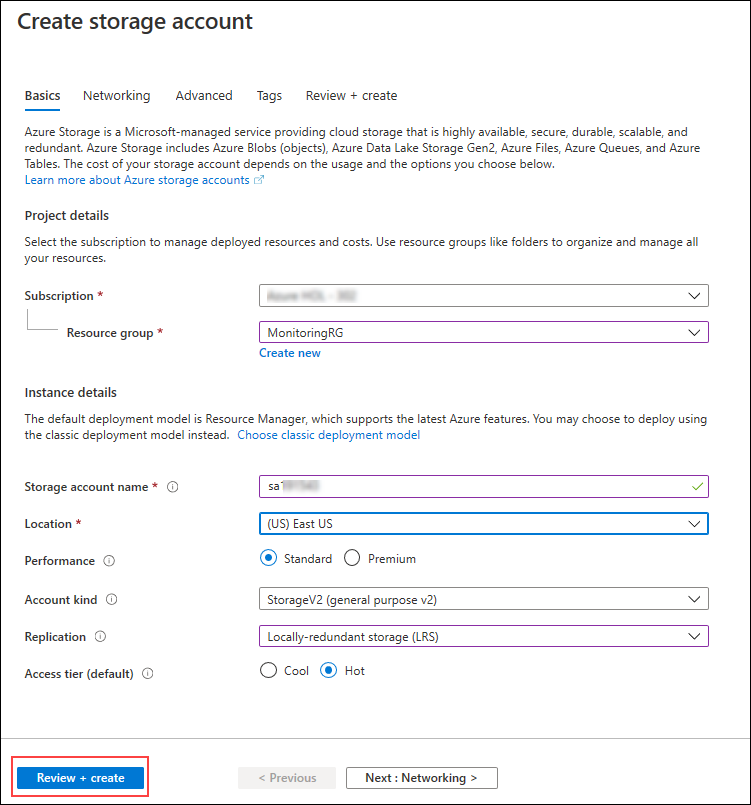 Create storage account
Basics Networking Advanced Tags Review + create
Azure Storage is a Microsoft-managed service providing cloud storage that is highly available, secure, durable, scalable, and
redundant. Azure Storage includes Azure Blobs (objects), Azure Data Lake Storage Gen2, Azure Files, Azure Queues, and Azure
Tables. The cost of your storage account depends on the usage and the options you choose below.
Learn more about Azure storage accounts
Project details
Select the subscription to manage deployed resources and costs. Use resource groups like folders to organize and manage all
your resources.
Subscription *
Resource group * MonitoringRG
Create new
Instance details
The default deployment model is Resource Manager, which supports the latest Azure features. You may choose to deploy using
the classic deployment model instead. Choose classic deployment model
Storage account name *
Location * (US) East US
Performance Standard Premium
Account kind StorageV2 (general purpose v2)
Replication Locally-redundant storage (LRS)
Access tier (default) Cool Hot
Review + create < Previous Next : Networking >